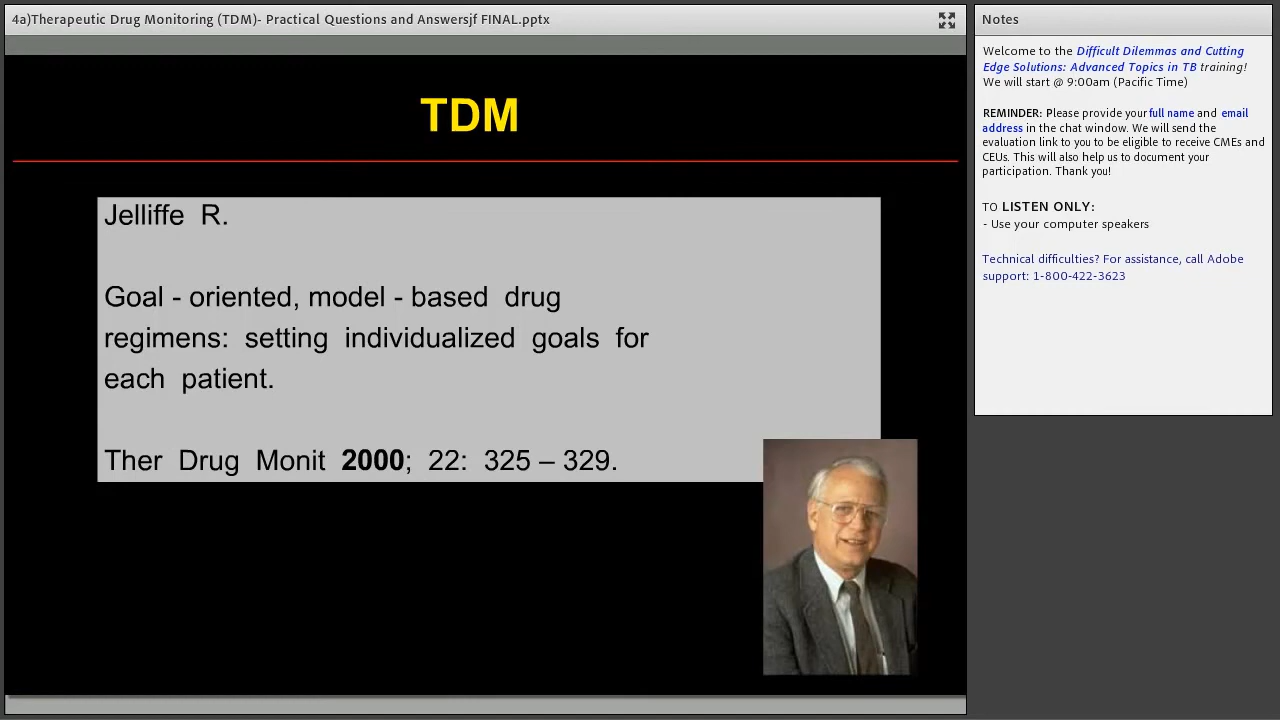 4a)Therapeutic Drug Monitoring (TDM)- Practical Questions and Answersjf FINAL.pptx
TDM
Jelliffe R.
Goal - oriented, model - based drug
regimens: setting individualized goals for
each patient.
Ther Drug Monit 2000; 22: 325 – 329.
Notes
Welcome to the Difficult Dilemmas and Cutting
Edge Solutions: Advanced Topics in TB training!
We will start @ 9:00am (Pacific Time)
REMINDER: Please provide your full name and email
address in the chat window. We will send the
evaluation link to you to be eligible to receive CMEs and
CEUs. This will also help us to document your
participation. Thank you!
TO LISTEN ONLY:
- Use your computer speakers
Technical difficulties? For assistance, call Adobe
support: 1-800-422-3623